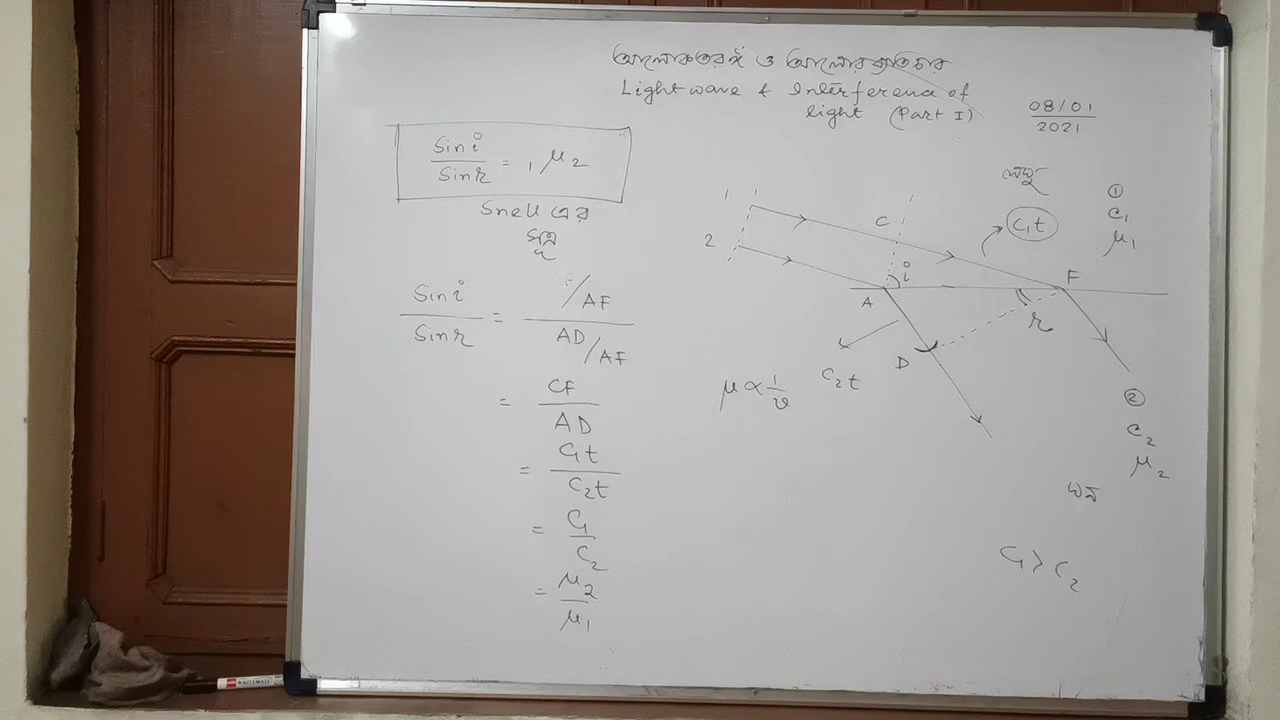 আলোকতরঙ্গ ও আলোর ব্যতিচার
Light wave & Interference of
light (Part I)
08/01
2021
Sin i
Sin r
= ₁μ₂
Snell এর
সূত্র
Sin i
Sin r
=
/AF
AD
/AF
= CF
AD
= C₁t
C₂t
= C₁
C₂
= μ₂
μ₁
1
2
C
i
A
F
r
D
C₁t
লঘু
①
C₁
μ₁
C₂t
μ ∝ 1
v
②
C₂
μ₂
ঘন
C₁ > C₂
WHITEMATE